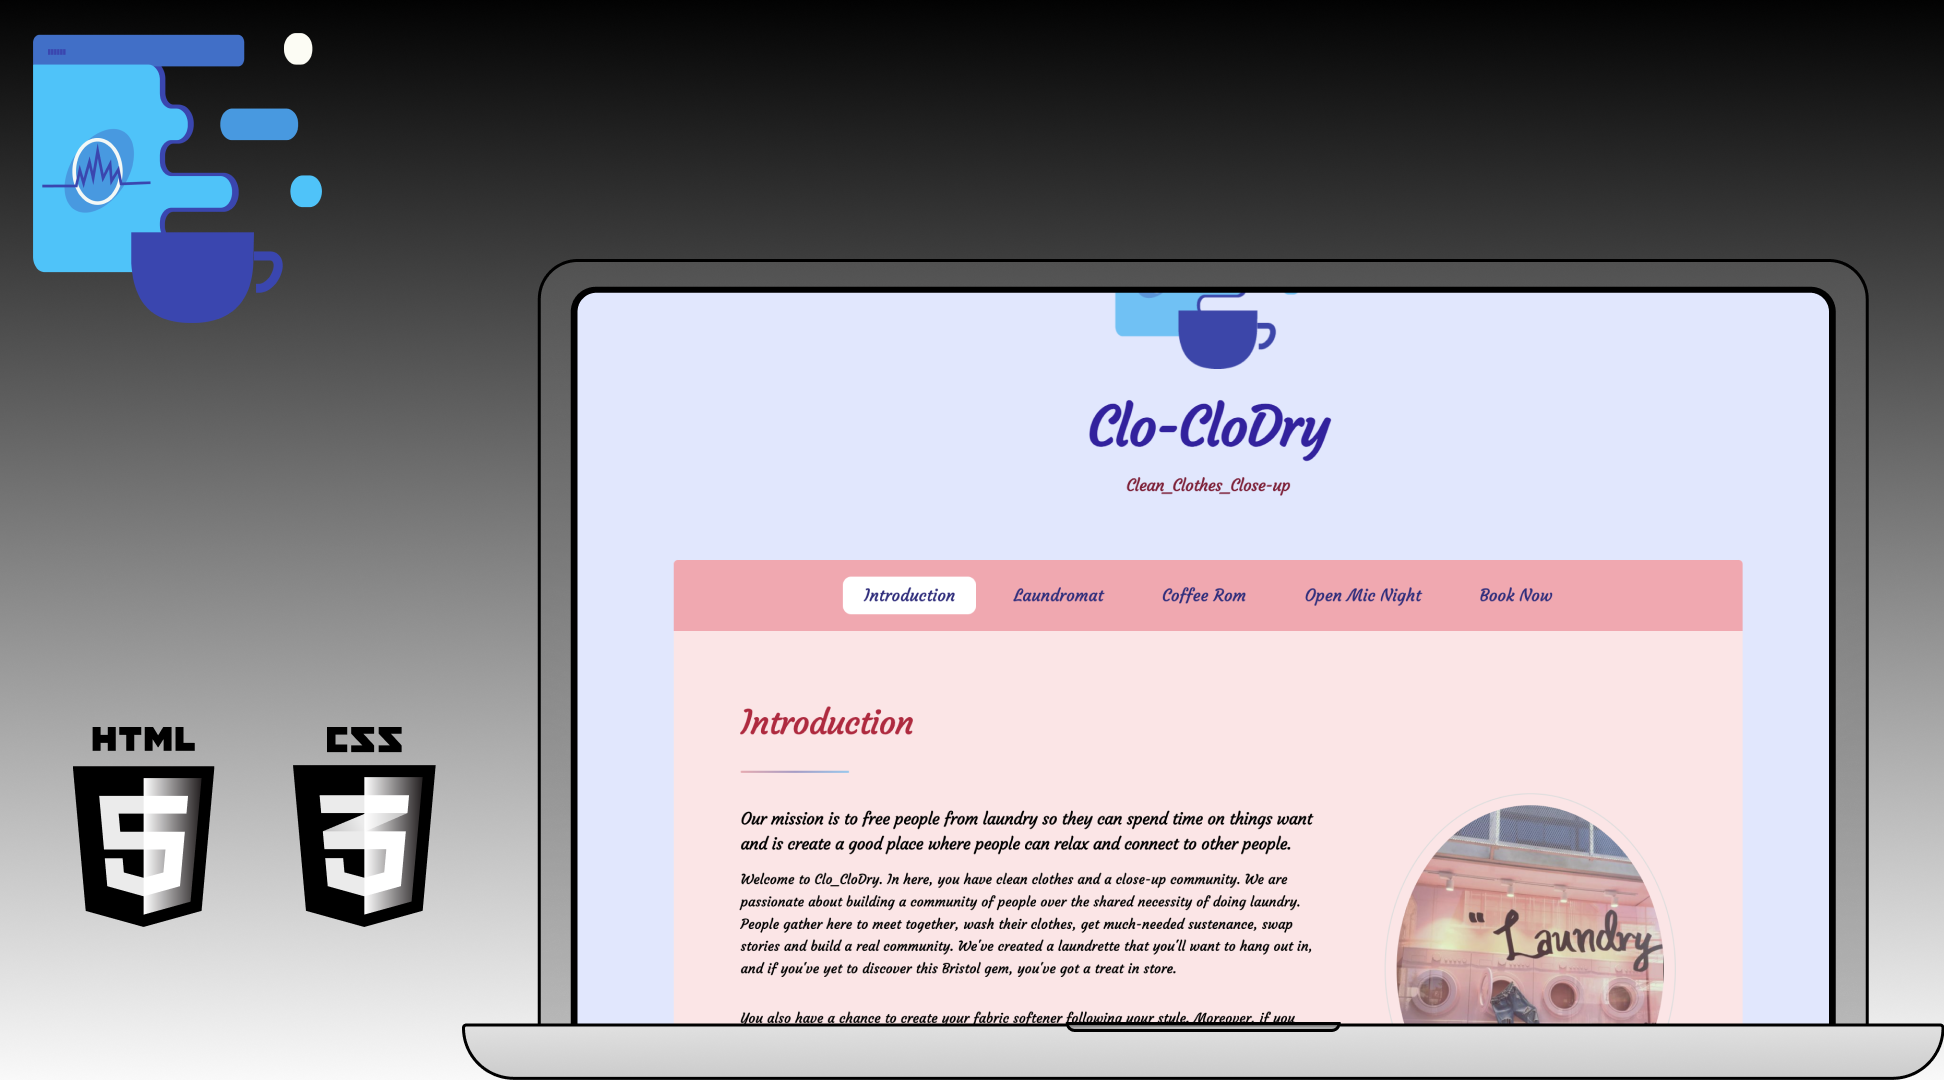 Clo-CloDry
Clean_Clothes_Close-up
Introduction
Laundromat
Coffee Rom
Open Mic Night
Book Now
Introduction
Our mission is to free people from laundry so they can spend time on things want
and is create a good place where people can relax and connect to other people.
Welcome to Clo_CloDry. In here, you have clean clothes and a close-up community. We are
passionate about building a community of people over the shared necessity of doing laundry.
People gather here to meet together, wash their clothes, get much-needed sustenance, swap
stories and build a real community. We've created a laundrette that you'll want to hang out in,
and if you've yet to discover this Bristol gem, you've got a treat in store.
You also have a chance to create your fabric softener following your style. Moreover, if you
"Laundry
HTML
5
CSS
3